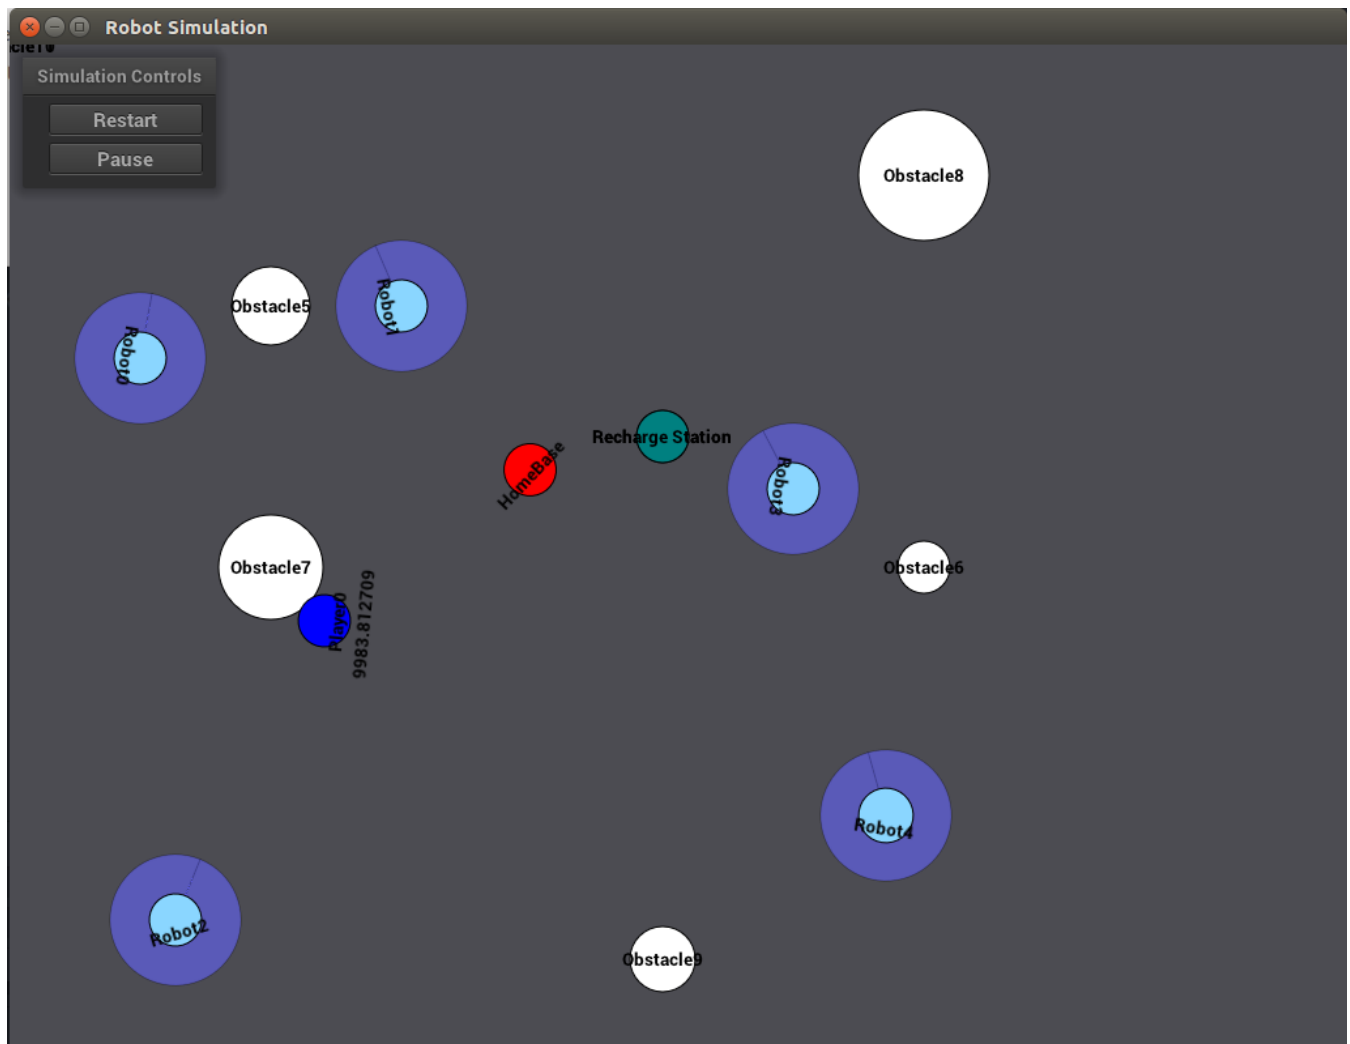 Robot Simulation
Simulation Controls
Restart
Pause
Obstacle8
Obstacle5
Robot1
Robot0
Recharge Station
HomeBase
Robot3
Obstacle7
Obstacle6
Player0
9983.812709
Robot4
Robot2
Obstacle9